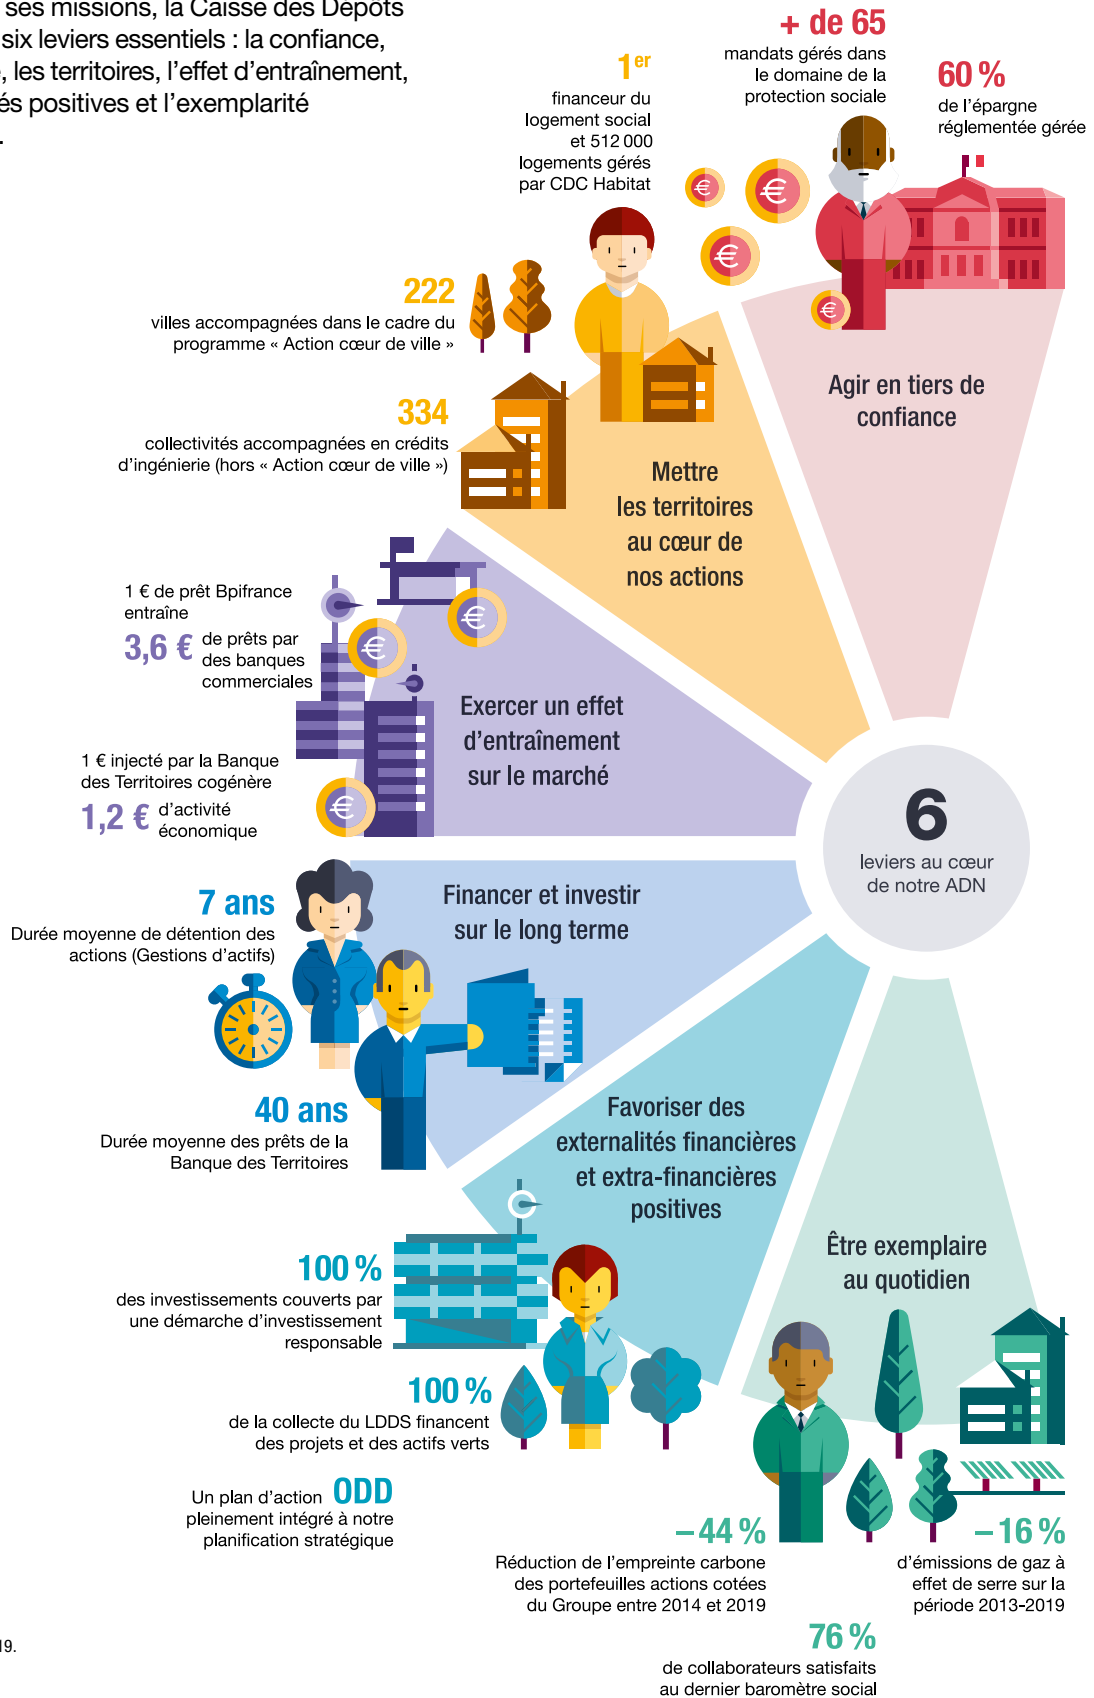 ses missions, la Caisse des Dépôts
six leviers essentiels : la confiance,
, les territoires, l’effet d’entraînement,
és positives et l’exemplarité
.
+ de 65
mandats gérés dans
le domaine de la
protection sociale
60 %
de l’épargne
réglementée gérée
1er
financeur du
logement social
et 512 000
logements gérés
par CDC Habitat
222
villes accompagnées dans le cadre du
programme « Action cœur de ville »
334
collectivités accompagnées en crédits
d’ingénierie (hors « Action cœur de ville »)
Agir en tiers de
confiance
Mettre
les territoires
au cœur de
nos actions
1 € de prêt Bpifrance
entraîne
3,6 € de prêts par
des banques
commerciales
1 € injecté par la Banque
des Territoires cogénère
1,2 € d’activité
économique
Exercer un effet
d’entraînement
sur le marché
6
leviers au cœur
de notre ADN
Financer et investir
sur le long terme
7 ans
Durée moyenne de détention des
actions (Gestions d’actifs)
40 ans
Durée moyenne des prêts de la
Banque des Territoires
Favoriser des
externalités financières
et extra-financières
positives
100 %
des investissements couverts par
une démarche d’investissement
responsable
100 %
de la collecte du LDDS financent
des projets et des actifs verts
Un plan d’action ODD
pleinement intégré à notre
planification stratégique
Être exemplaire
au quotidien
– 44 %
Réduction de l’empreinte carbone
des portefeuilles actions cotées
du Groupe entre 2014 et 2019
– 16 %
d’émissions de gaz à
effet de serre sur la
période 2013-2019
76 %
de collaborateurs satisfaits
au dernier baromètre social
19.